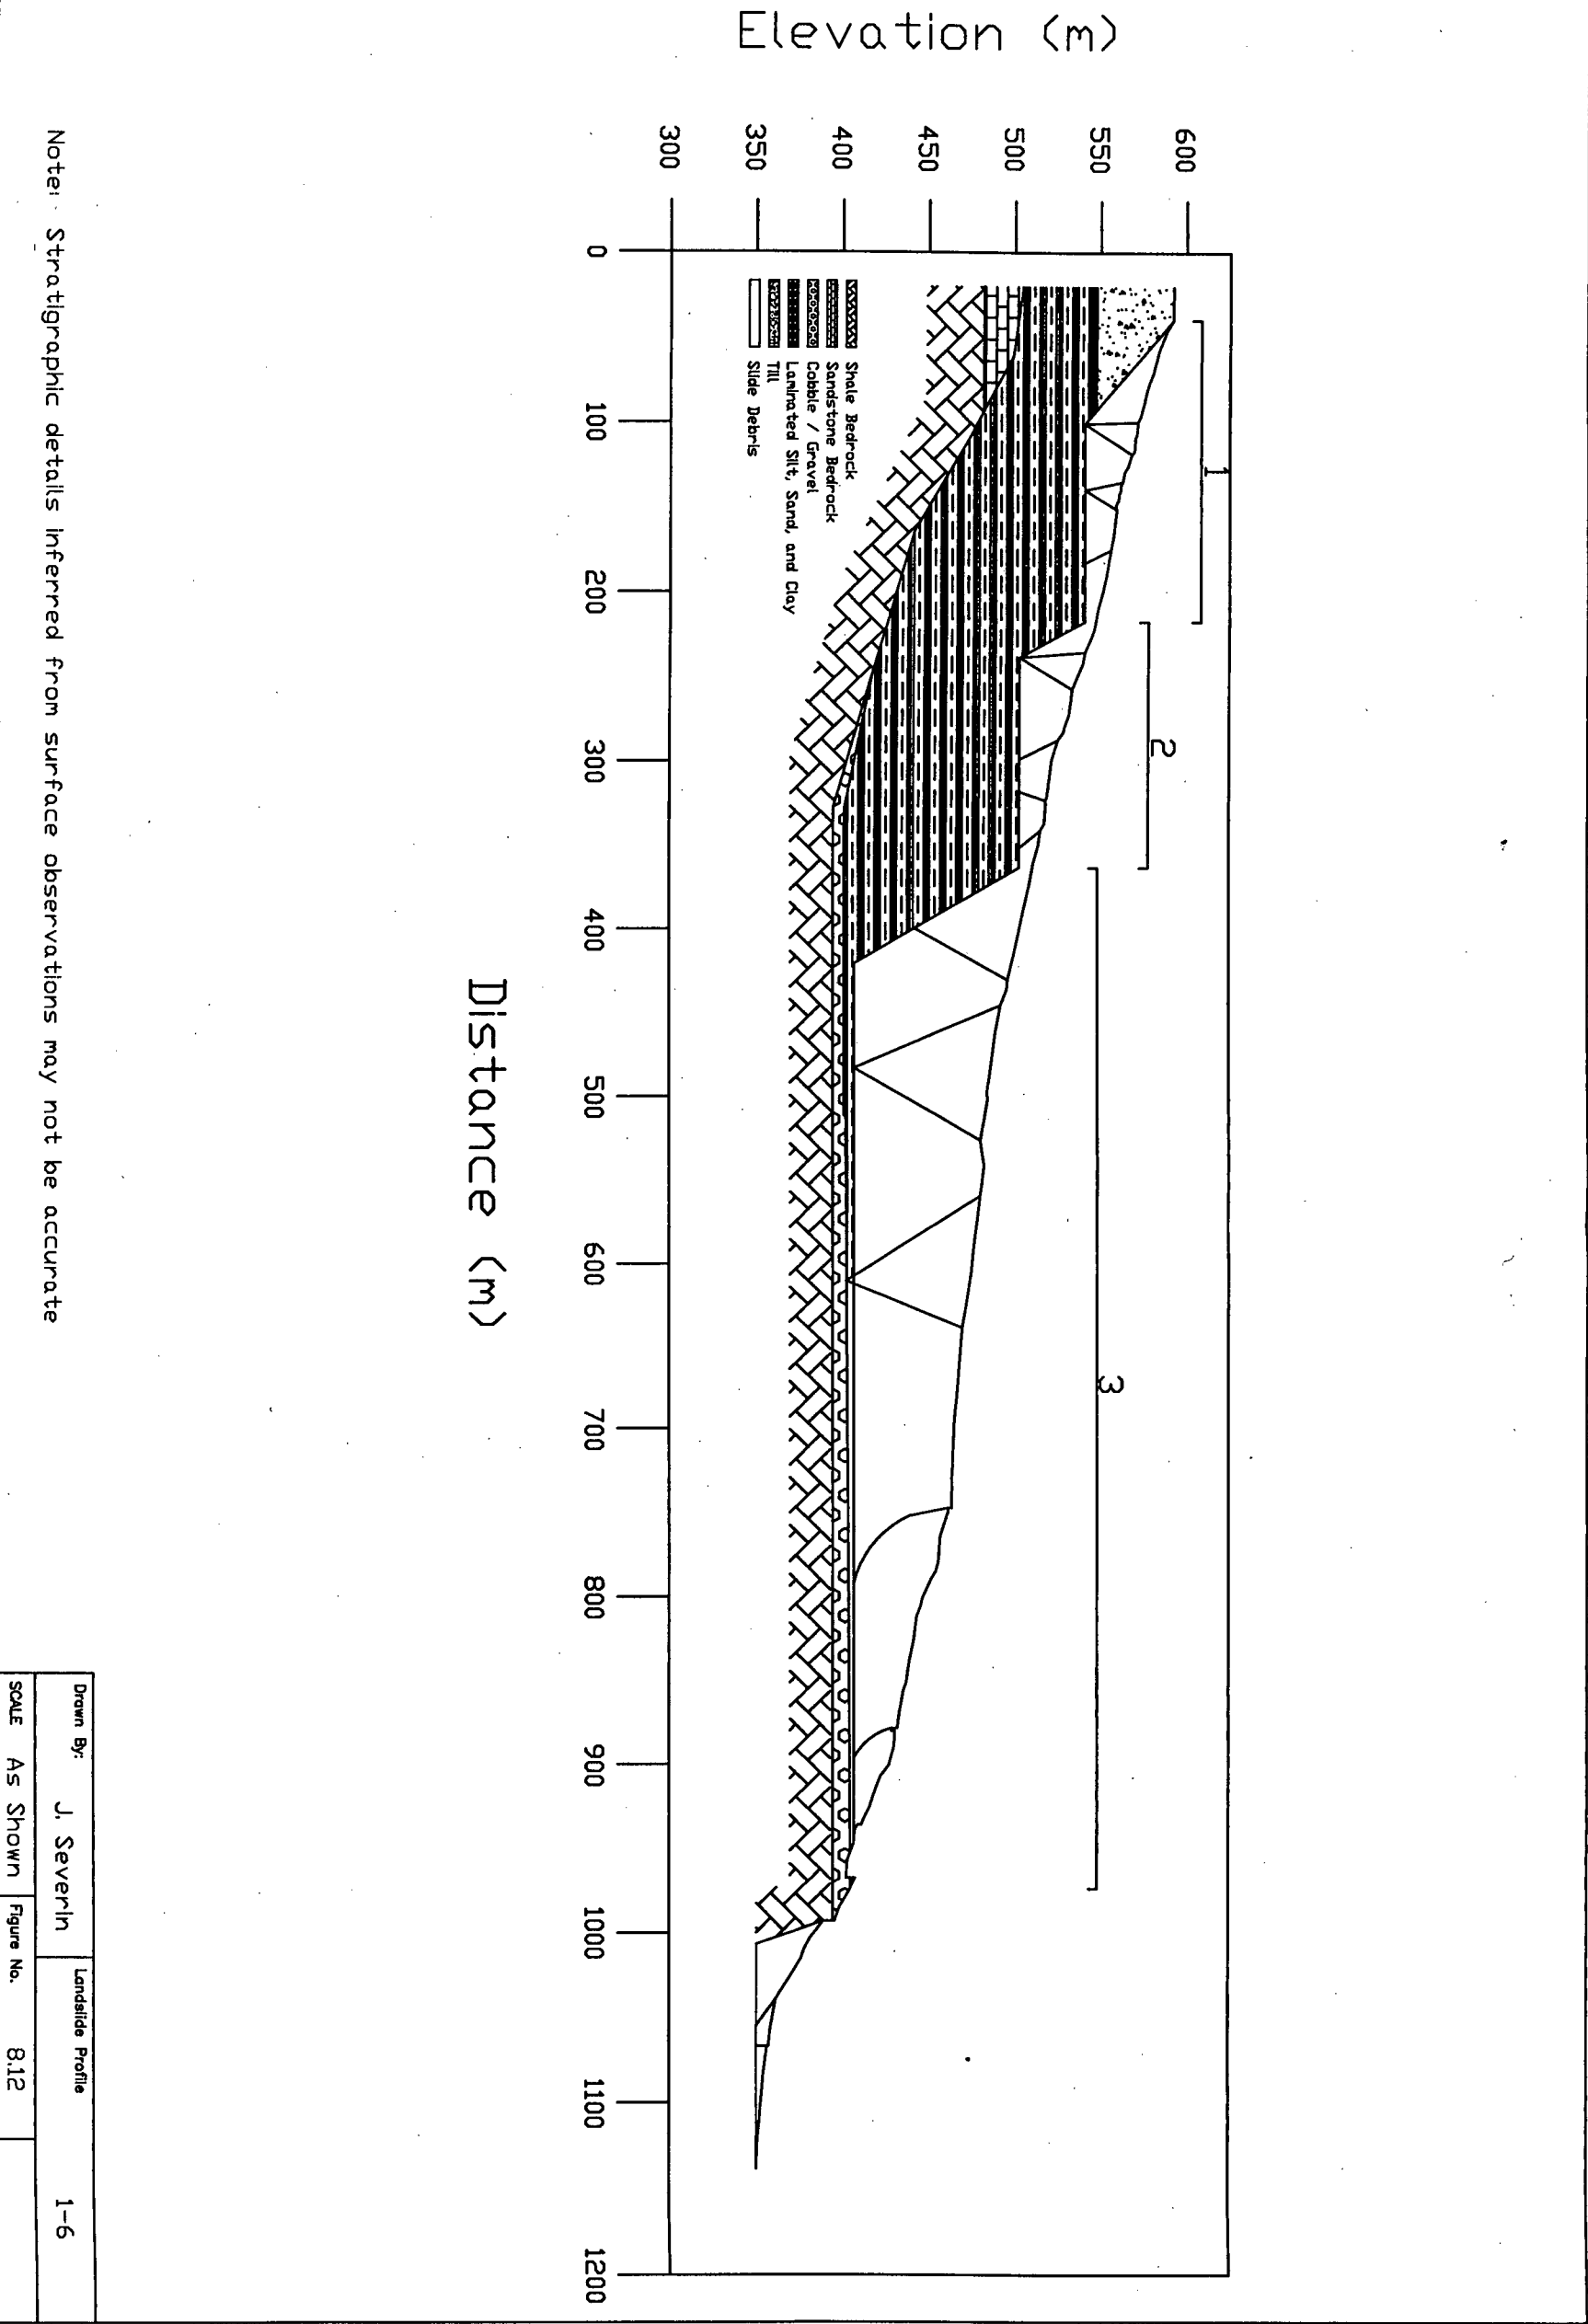 Elevation (m)
600
550
500
450
400
350
300
0
100
200
300
400
500
600
700
800
900
1000
1100
1200
Distance (m)
1
2
3
Shale Bedrock
Sandstone Bedrock
Cobble / Gravel
Laminated Silt, Sand, and Clay
Till
Slide Debris
Note: Stratigraphic details inferred from surface observations may not be accurate
Drawn By: J. Severin
Landslide Profile 1-6
SCALE As Shown
Figure No. 8.12